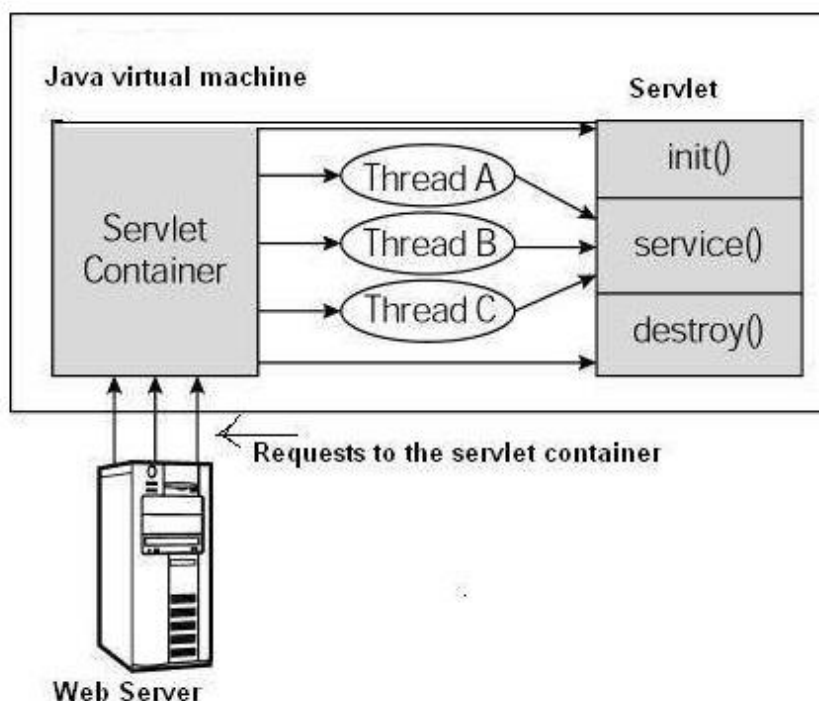 Java virtual machine
Servlet
Servlet
Container
Thread A
Thread B
Thread C
init()
service()
destroy()
Requests to the servlet container
Web Server